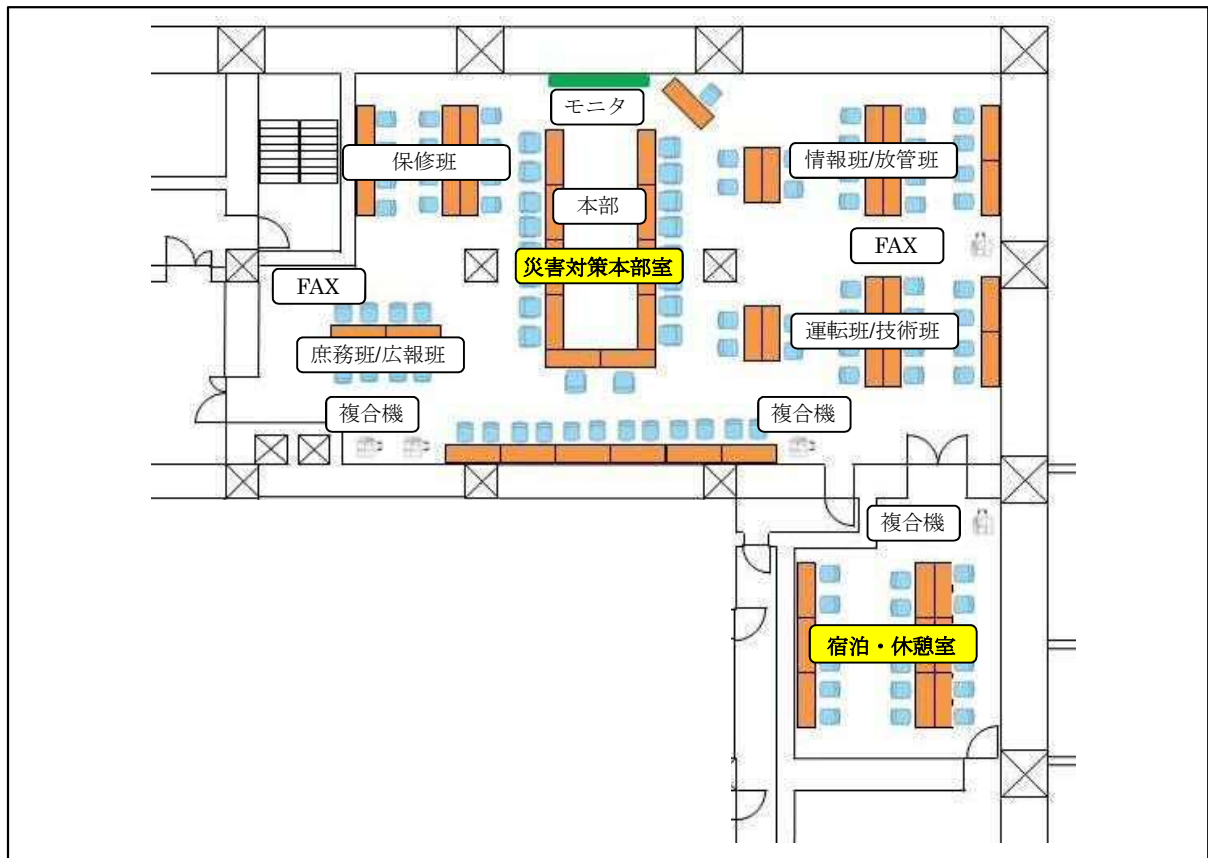 モニタ
保修班
情報班/放管班
本部
FAX
災害対策本部室
FAX
運転班/技術班
庶務班/広報班
複合機
複合機
複合機
宿泊・休憩室